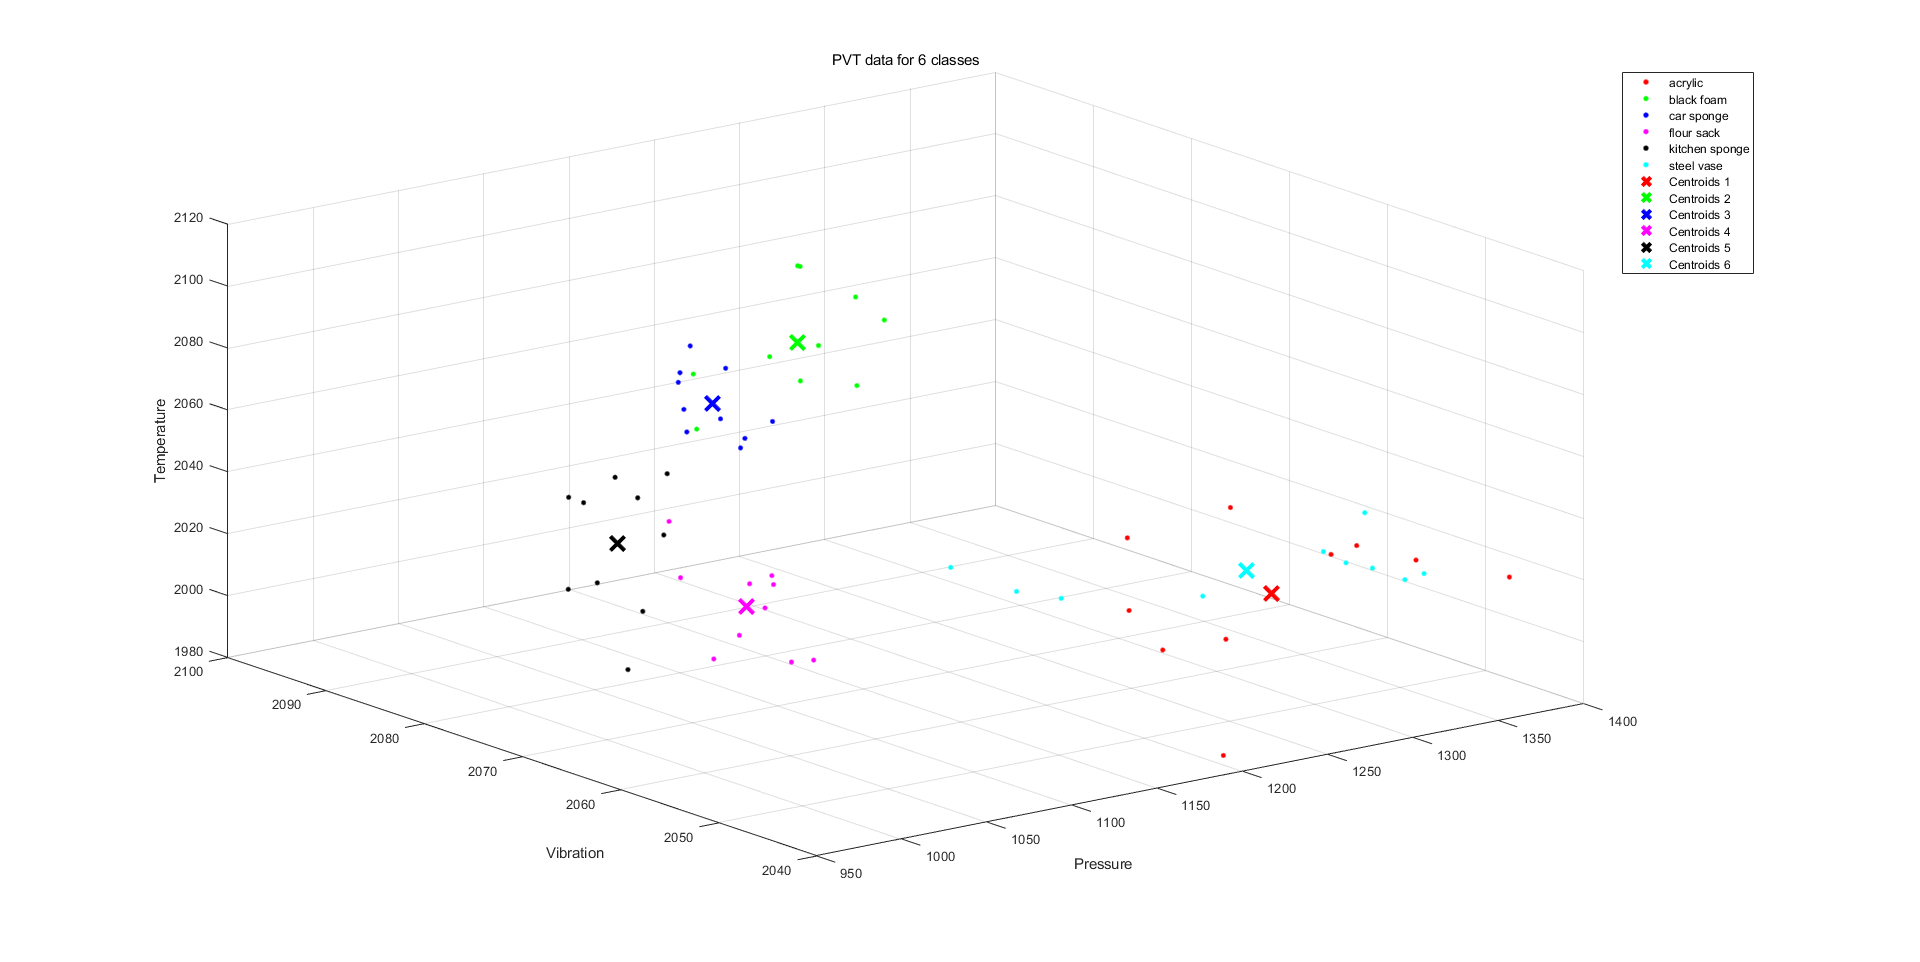 PVT data for 6 classes
acrylic
black foam
car sponge
flour sack
kitchen sponge
steel vase
Centroids 1
Centroids 2
Centroids 3
Centroids 4
Centroids 5
Centroids 6
Temperature
2120
2100
2080
2060
2040
2020
2000
1980
2100
2090
2080
2070
2060
2050
2040
Vibration
950
1000
1050
1100
1150
1200
1250
1300
1350
1400
Pressure